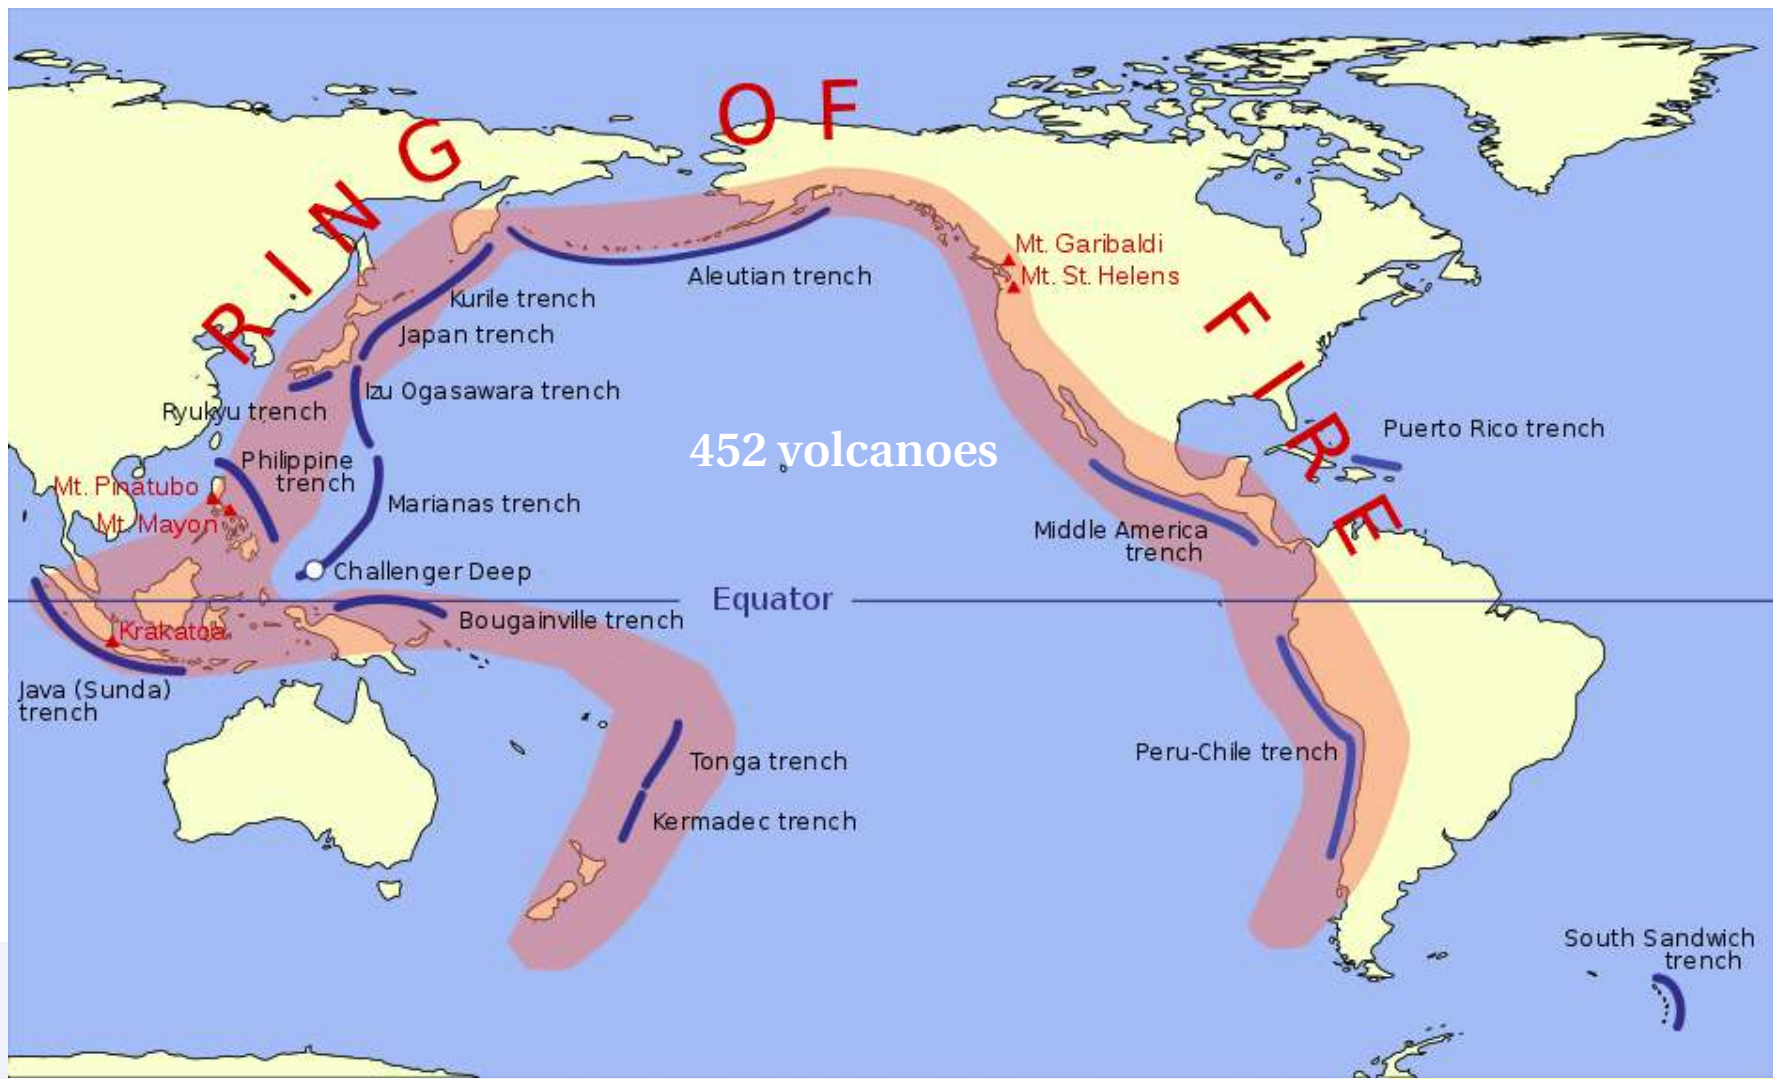 RING OF FIRE
Mt. Garibaldi
Mt. St. Helens
Aleutian trench
Kurile trench
Japan trench
Izu Ogasawara trench
Ryukyu trench
Puerto Rico trench
452 volcanoes
Philippine
trench
Mt. Pinatubo
Marianas trench
Mt. Mayon
Middle America
trench
Challenger Deep
Equator
Bougainville trench
Krakatoa
Java (Sunda)
trench
Peru-Chile trench
Tonga trench
Kermadec trench
South Sandwich
trench